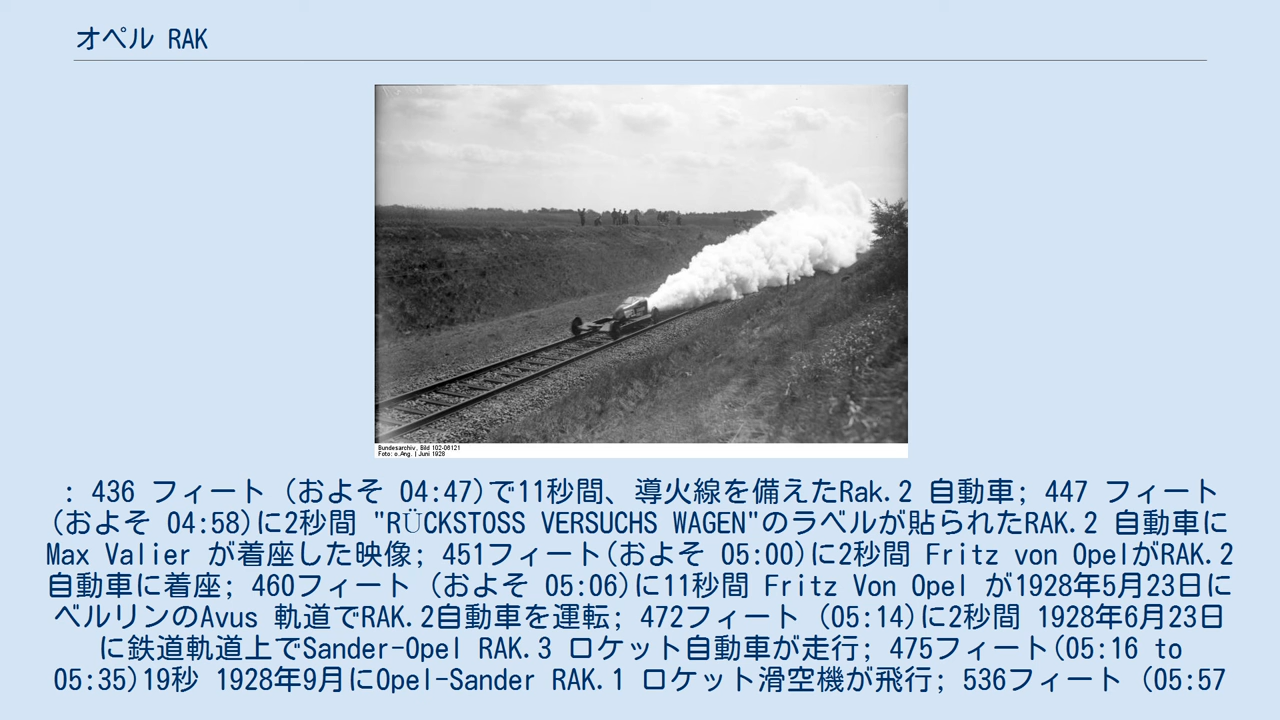 オペル RAK
Bundesarchiv, Bild 102-06121
Foto: o.Ang. | Juni 1928
: 436 フィート (およそ 04:47)で11秒間、導火線を備えたRak.2 自動車; 447 フィート
(およそ 04:58)に2秒間 "RÜCKSTOSS VERSUCHS WAGEN"のラベルが貼られたRAK.2 自動車に
Max Valier が着座した映像; 451フィート(およそ 05:00)に2秒間 Fritz von OpelがRAK.2
自動車に着座; 460フィート (およそ 05:06)に11秒間 Fritz Von Opel が1928年5月23日に
ベルリンのAvus 軌道でRAK.2自動車を運転; 472フィート (05:14)に2秒間 1928年6月23日
に鉄道軌道上でSander-Opel RAK.3 ロケット自動車が走行; 475フィート(05:16 to
05:35)19秒 1928年9月にOpel-Sander RAK.1 ロケット滑空機が飛行; 536フィート (05:57